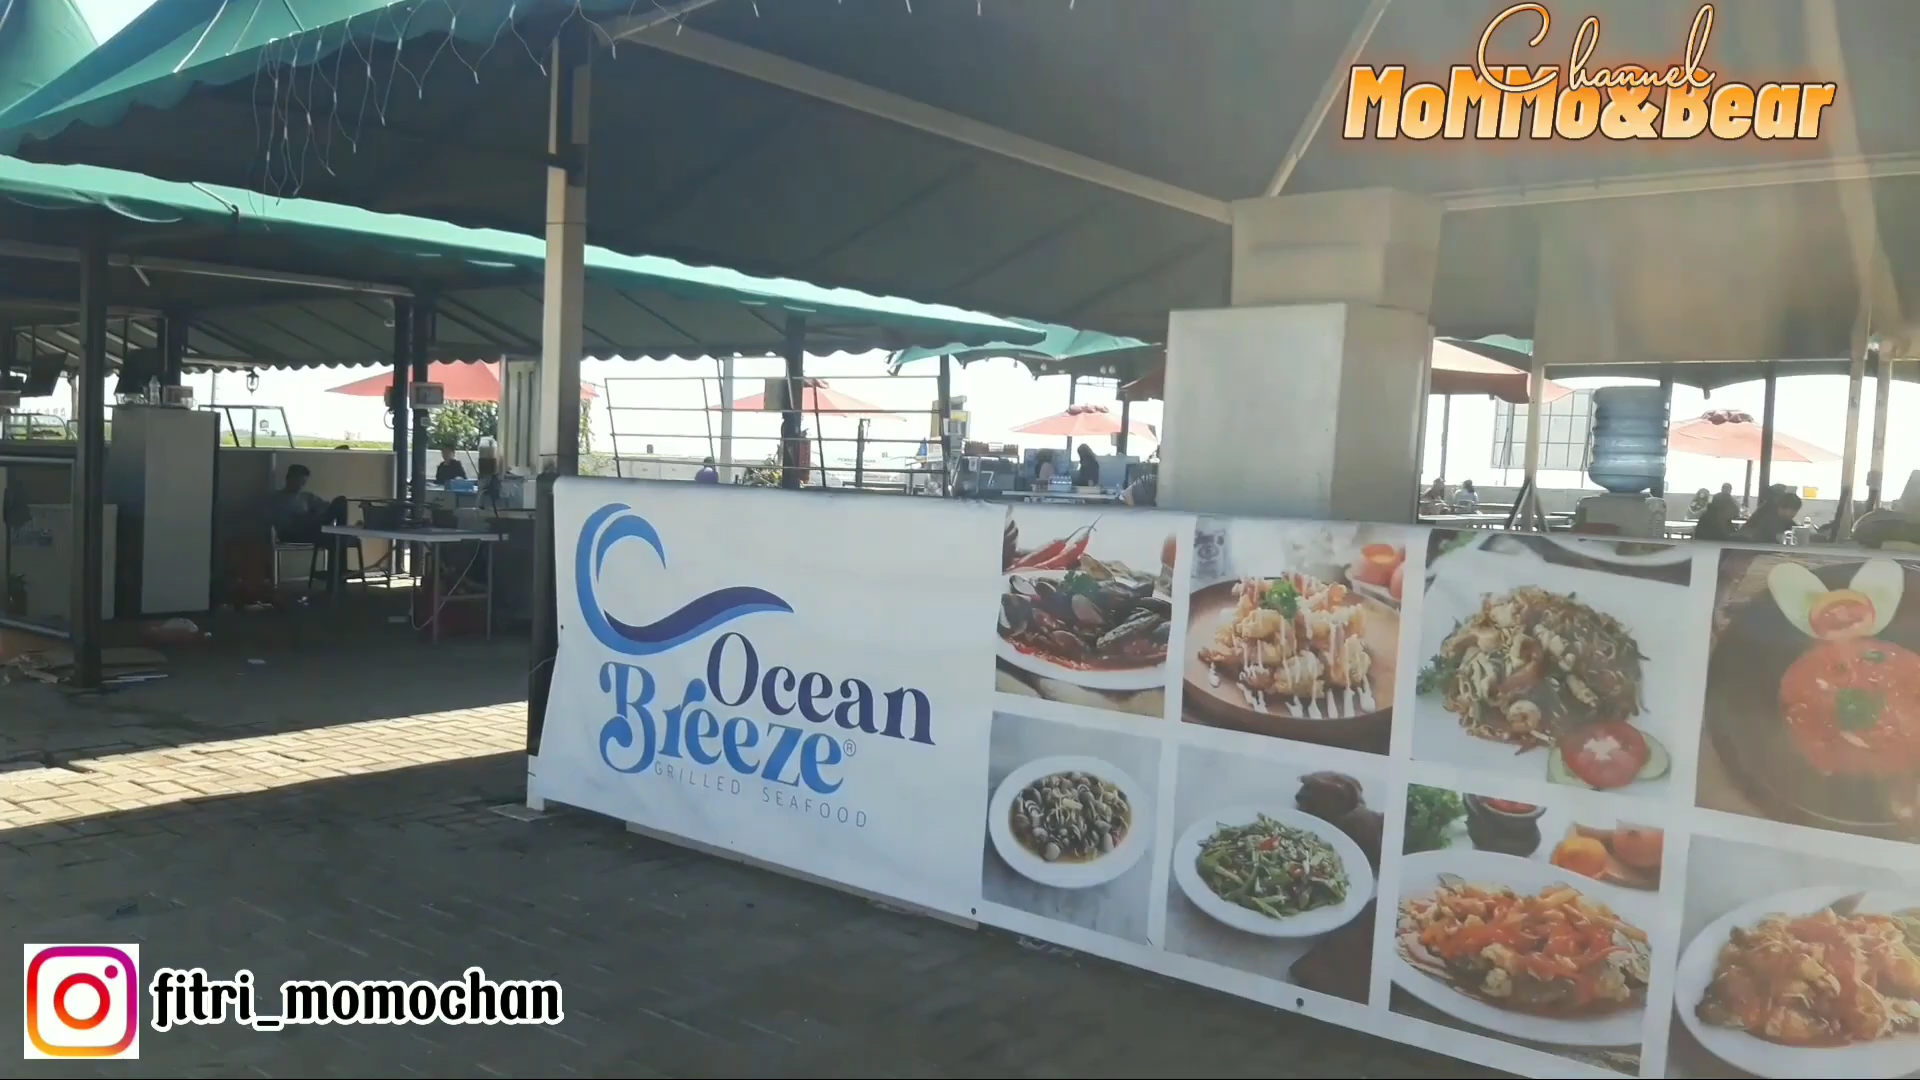 Channel
MoMMo&Bear
Ocean
Breeze®
GRILLED SEAFOOD
fitri_momochan